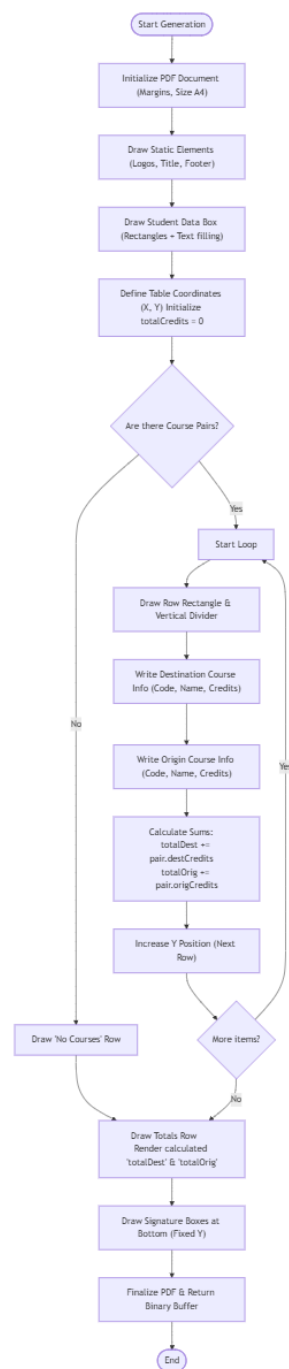 Start Generation
Initialize PDF Document
(Margins, Size A4)
Draw Static Elements
(Logos, Title, Footer)
Draw Student Data Box
(Rectangles + Text filling)
Define Table Coordinates
(X, Y) Initialize
totalCredits = 0
Are there Course Pairs?
Yes
Start Loop
Draw Row Rectangle &
Vertical Divider
Write Destination Course
Info (Code, Name, Credits)
No
Yes
Write Origin Course Info
(Code, Name, Credits)
Calculate Sums:
totalDest +=
pair.destCredits
totalOrig +=
pair.origCredits
Increase Y Position (Next
Row)
Draw 'No Courses' Row
More items?
No
Draw Totals Row
Render calculated
'totalDest' & 'totalOrig'
Draw Signature Boxes at
Bottom (Fixed Y)
Finalize PDF & Return
Binary Buffer
End